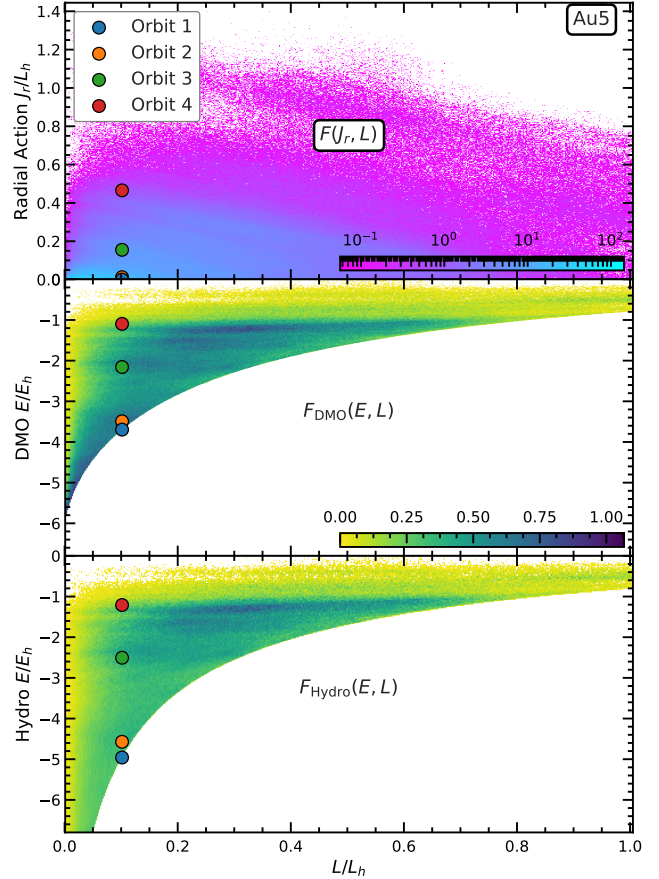 Au5
Orbit 1
Orbit 2
Orbit 3
Orbit 4
Radial Action J_r/L_h
1.4
1.2
1.0
0.8
0.6
0.4
0.2
0.0
F(J_r, L)
10^{-1} 10^0 10^1 10^2
DMO E/E_h
−1
−2
−3
−4
−5
−6
F_DMO(E, L)
0.00 0.25 0.50 0.75 1.00
Hydro E/E_h
0
−1
−2
−3
−4
−5
−6
F_Hydro(E, L)
0.0 0.2 0.4 0.6 0.8 1.0
L/L_h